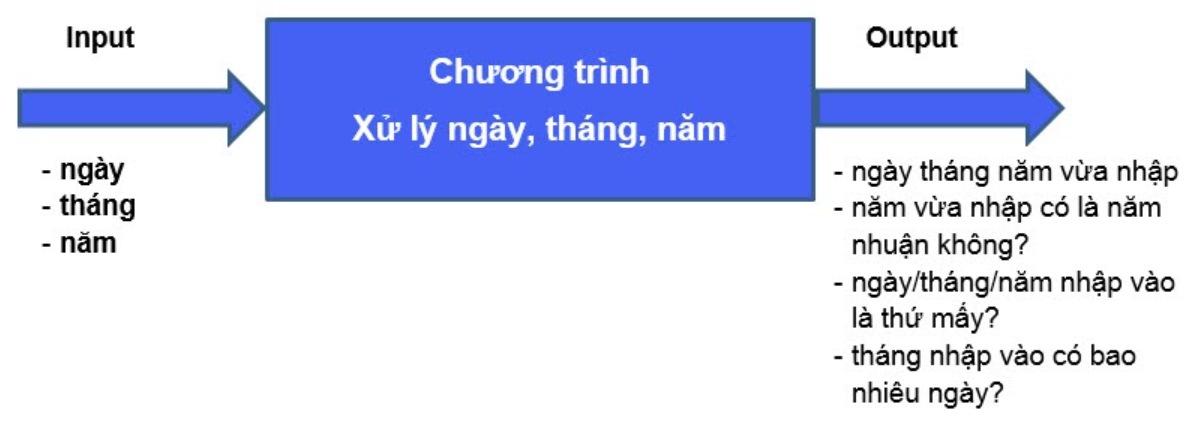 Input
Chương trình
Xử lý ngày, tháng, năm
Output
- ngày
- tháng
- năm
- ngày tháng năm vừa nhập
- năm vừa nhập có là năm
nhuận không?
- ngày/tháng/năm nhập vào
là thứ mấy?
- tháng nhập vào có bao
nhiêu ngày?